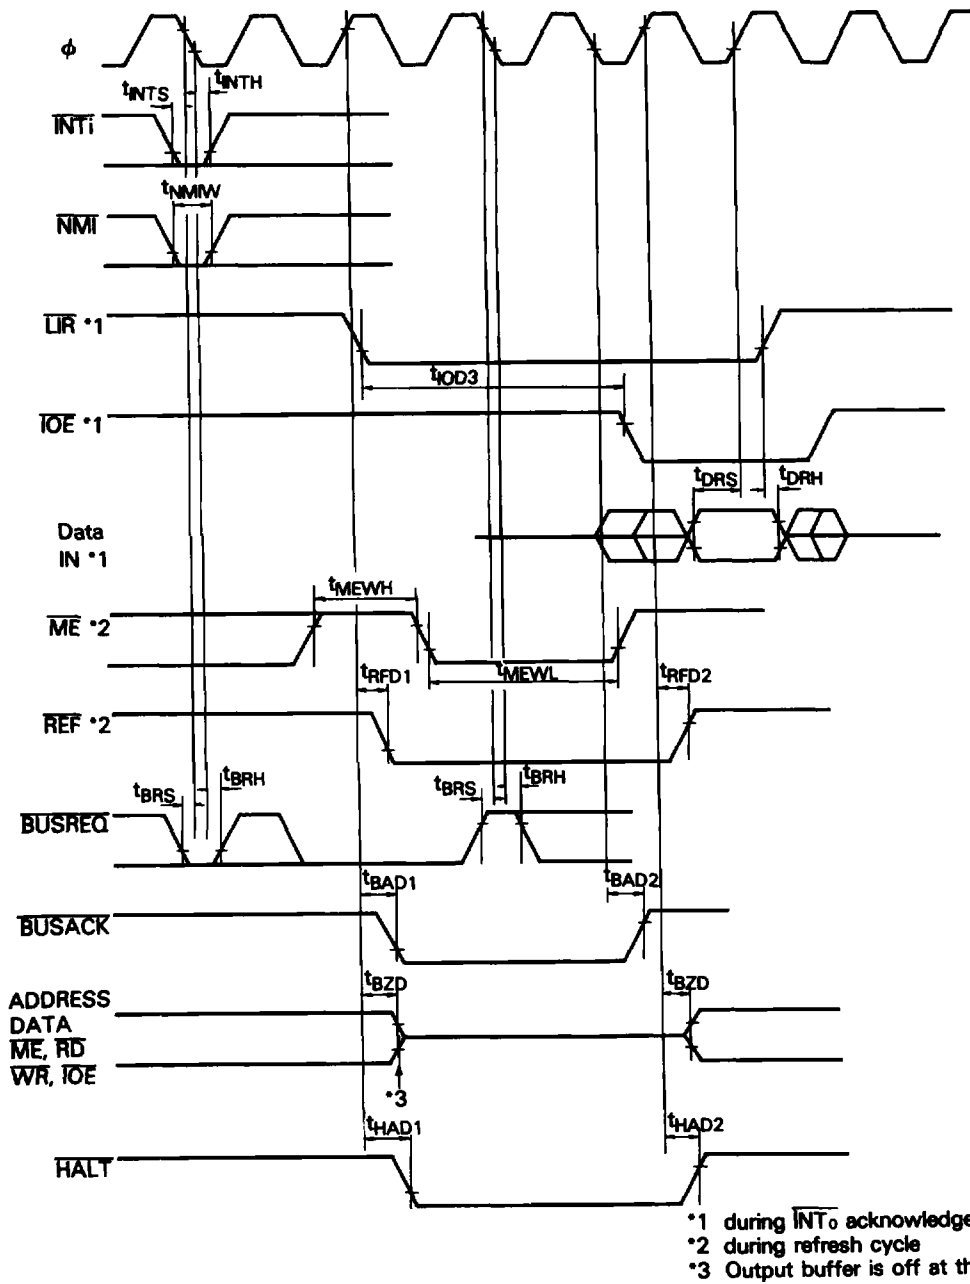 ϕ
tINTS tINTH
INTi
tNMIW
NMI
LIR *1
tIOD3
IOE *1
tDRS tDRH
Data
IN *1
tMEWH
ME *2
tMEWL
tRFD1 tRFD2
REF *2
tBRS tBRH tBRS tBRH
BUSREQ
tBAD1 tBAD2
BUSACK
tBZD tBZD
ADDRESS
DATA
ME, RD
WR, IOE
*3
tHAD1 tHAD2
HALT
*1 during INT0 acknowledge
*2 during refresh cycle
*3 Output buffer is off at th